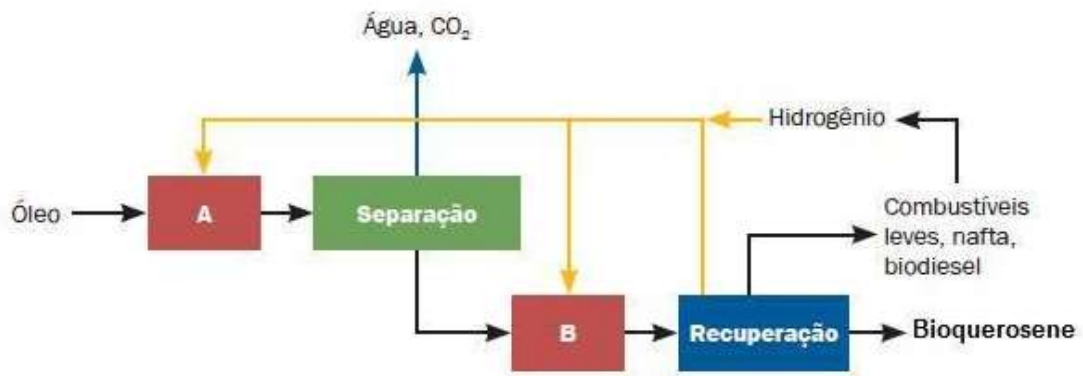 Água, CO₂
Hidrogênio
Óleo
A
Separação
Combustíveis
leves, nafta,
biodiesel
B
Recuperação
Bioquerosene